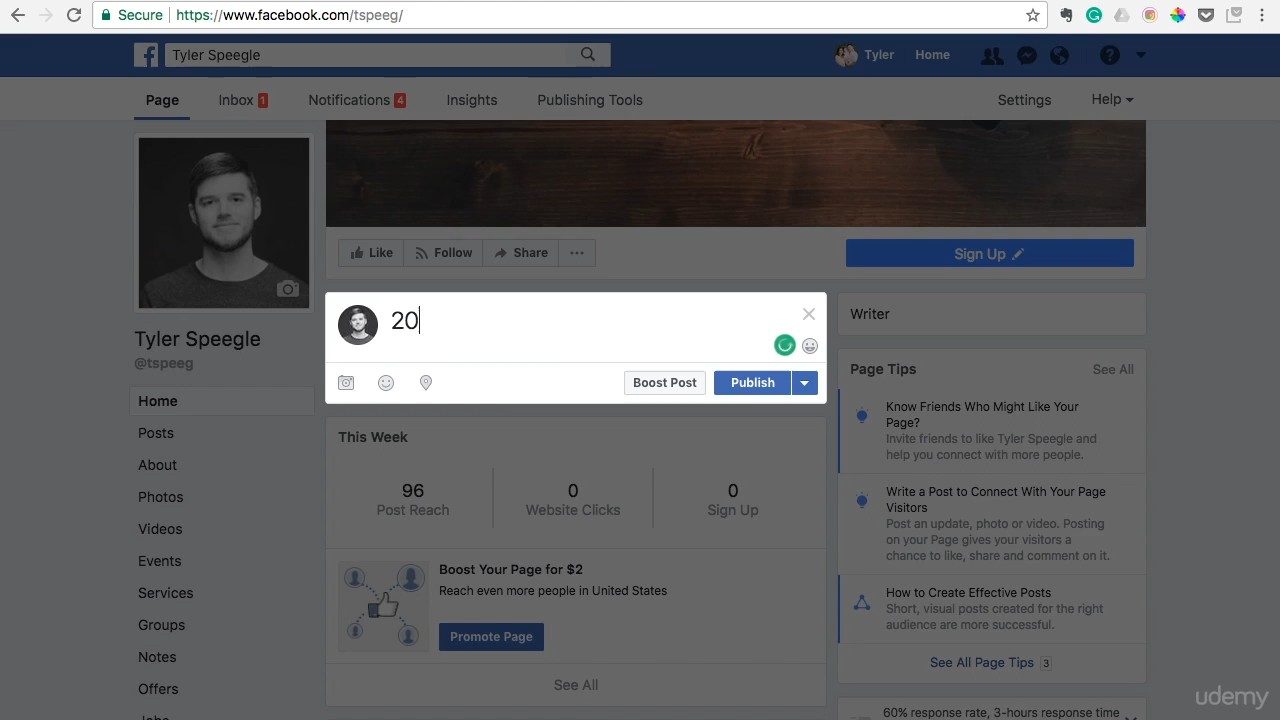 Secure https://www.facebook.com/tspeeg/
Tyler Speegle
Tyler Home
Page Inbox 1 Notifications 4 Insights Publishing Tools Settings Help
Like Follow Share
Sign Up
20
Boost Post Publish
Tyler Speegle
@tspeeg
Home
Posts
About
Photos
Videos
Events
Services
Groups
Notes
Offers
This Week
96 0 0
Post Reach Website Clicks Sign Up
Boost Your Page for $2
Reach even more people in United States
Promote Page
See All
Writer
Page Tips See All
Know Friends Who Might Like Your
Page?
Invite friends to like Tyler Speegle and
help you connect with more people.
Write a Post to Connect With Your Page
Visitors
Post an update, photo or video. Posting
on your Page gives your visitors a
chance to like, share and comment on it.
How to Create Effective Posts
Short, visual posts created for the right
audience are more successful.
See All Page Tips 3
60% response rate, 3-hours response time
udemy